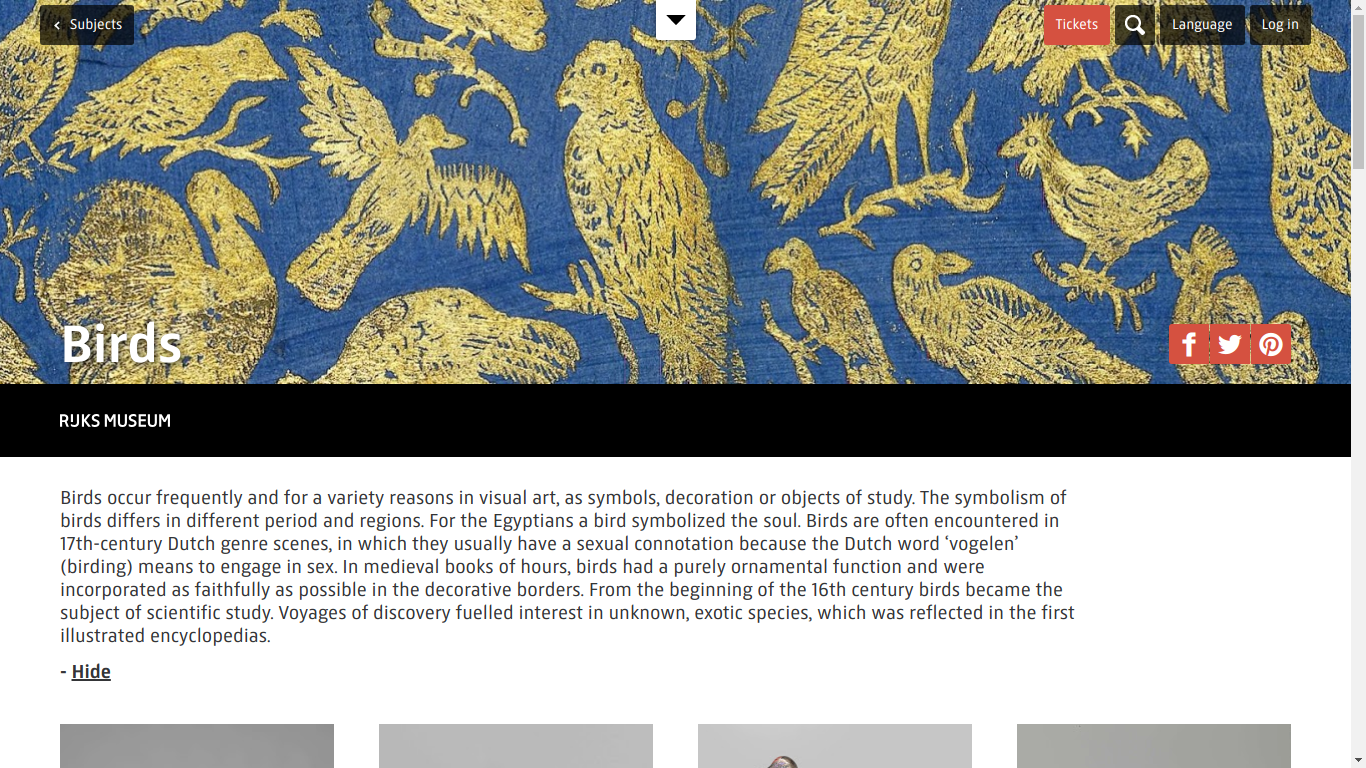 Subjects
Tickets
Language
Log in
Birds
RIJKS MUSEUM
Birds occur frequently and for a variety reasons in visual art, as symbols, decoration or objects of study. The symbolism of
birds differs in different period and regions. For the Egyptians a bird symbolized the soul. Birds are often encountered in
17th-century Dutch genre scenes, in which they usually have a sexual connotation because the Dutch word ‘vogelen’
(birding) means to engage in sex. In medieval books of hours, birds had a purely ornamental function and were
incorporated as faithfully as possible in the decorative borders. From the beginning of the 16th century birds became the
subject of scientific study. Voyages of discovery fuelled interest in unknown, exotic species, which was reflected in the first
illustrated encyclopedias.
- Hide